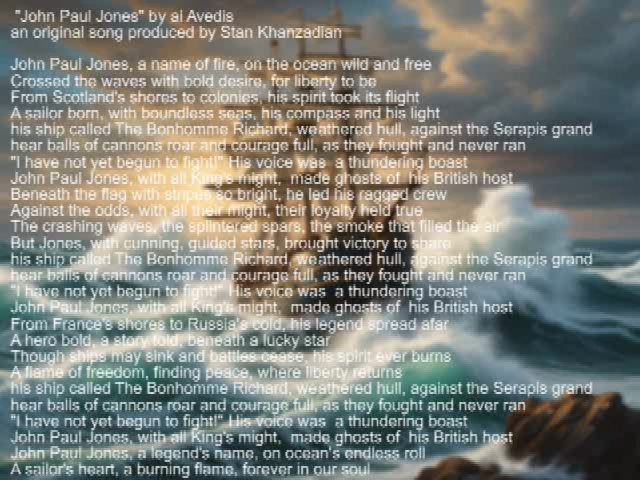 "John Paul Jones" by ai Avedis
an original song produced by Stan Khanzadian
John Paul Jones, a name of fire, on the ocean wild and free
Crossed the waves with bold desire, for liberty to be
From Scotland's shores to colonies, his spirit took its flight
A sailor born, with boundless seas, his compass and his light
his ship called The Bonhomme Richard, weathered hull, against the Serapis grand
hear balls of cannons roar and courage full, as they fought and never ran
"I have not yet begun to fight!" His voice was  a thundering boast
John Paul Jones, with all King's might,  made ghosts of  his British host
Beneath the flag with stripes so bright, he led his ragged crew
Against the odds, with all their might, their loyalty held true
The crashing waves, the splintered spars, the smoke that filled the air
But Jones, with cunning, guided stars, brought victory to share
his ship called The Bonhomme Richard, weathered hull, against the Serapis grand
hear balls of cannons roar and courage full, as they fought and never ran
"I have not yet begun to fight!" His voice was  a thundering boast
John Paul Jones, with all King's might,  made ghosts of  his British host
From France's shores to Russia's cold, his legend spread afar
A hero bold, a story told, beneath a lucky star
Though ships may sink and battles cease, his spirit ever burns
A flame of freedom, finding peace, where liberty returns
his ship called The Bonhomme Richard, weathered hull, against the Serapis grand
hear balls of cannons roar and courage full, as they fought and never ran
"I have not yet begun to fight!" His voice was  a thundering boast
John Paul Jones, with all King's might,  made ghosts of  his British host
John Paul Jones, a legend's name, on ocean's endless roll
A sailor's heart, a burning flame, forever in our soul